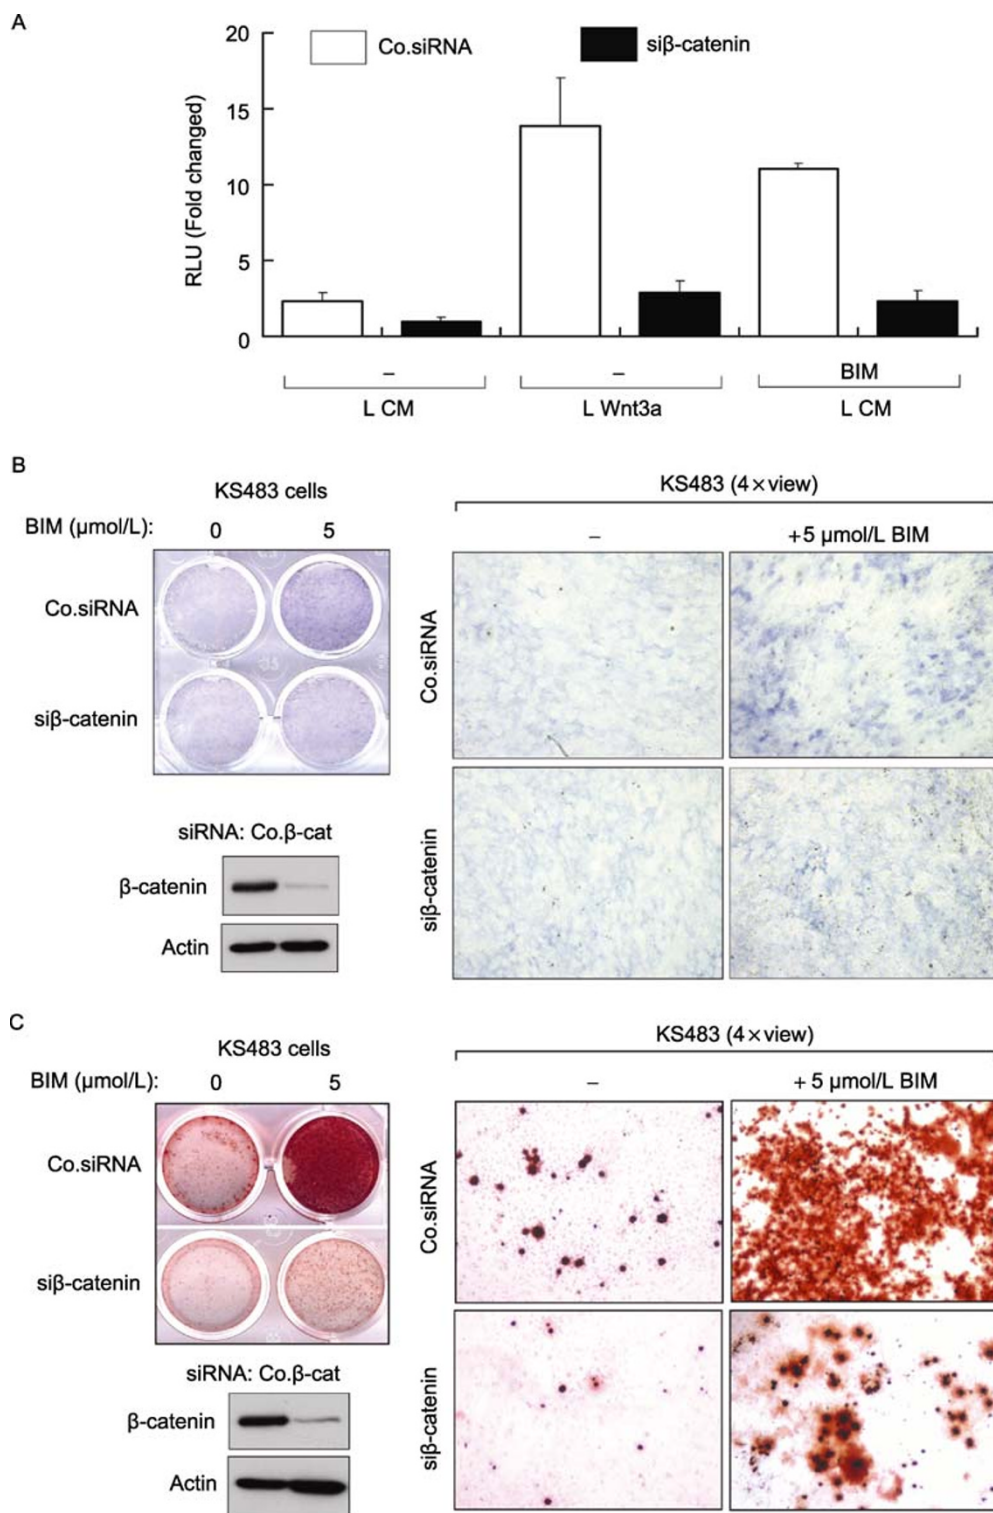 A
20
15
10
5
0
RLU (Fold changed)
Co.siRNA
siβ-catenin
–
–
BIM
L CM
L Wnt3a
L CM
B
KS483 cells
BIM (μmol/L):
0
5
Co.siRNA
siβ-catenin
siRNA: Co.β-cat
β-catenin
Actin
KS483 (4×view)
–
+5 μmol/L BIM
Co.siRNA
siβ-catenin
C
KS483 cells
BIM (μmol/L):
0
5
Co.siRNA
siβ-catenin
siRNA: Co.β-cat
β-catenin
Actin
KS483 (4×view)
–
+ 5 μmol/L BIM
Co.siRNA
siβ-catenin